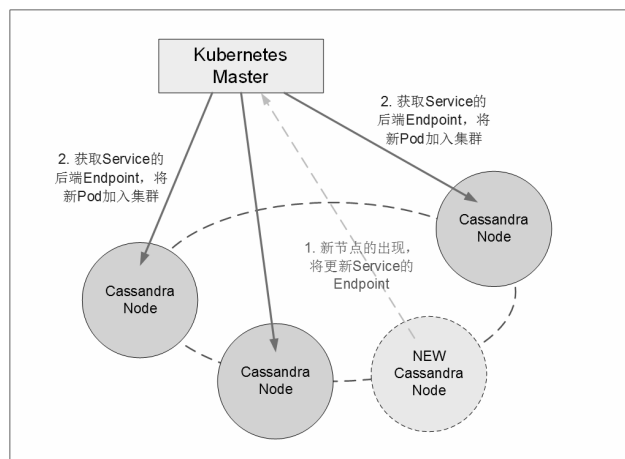 Kubernetes
Master
2. 获取Service的
后端Endpoint，将
新Pod加入集群
2. 获取Service的
后端Endpoint，将
新Pod加入集群
Cassandra
Node
1. 新节点的出现，
将更新Service的
Endpoint
Cassandra
Node
Cassandra
Node
NEW
Cassandra
Node